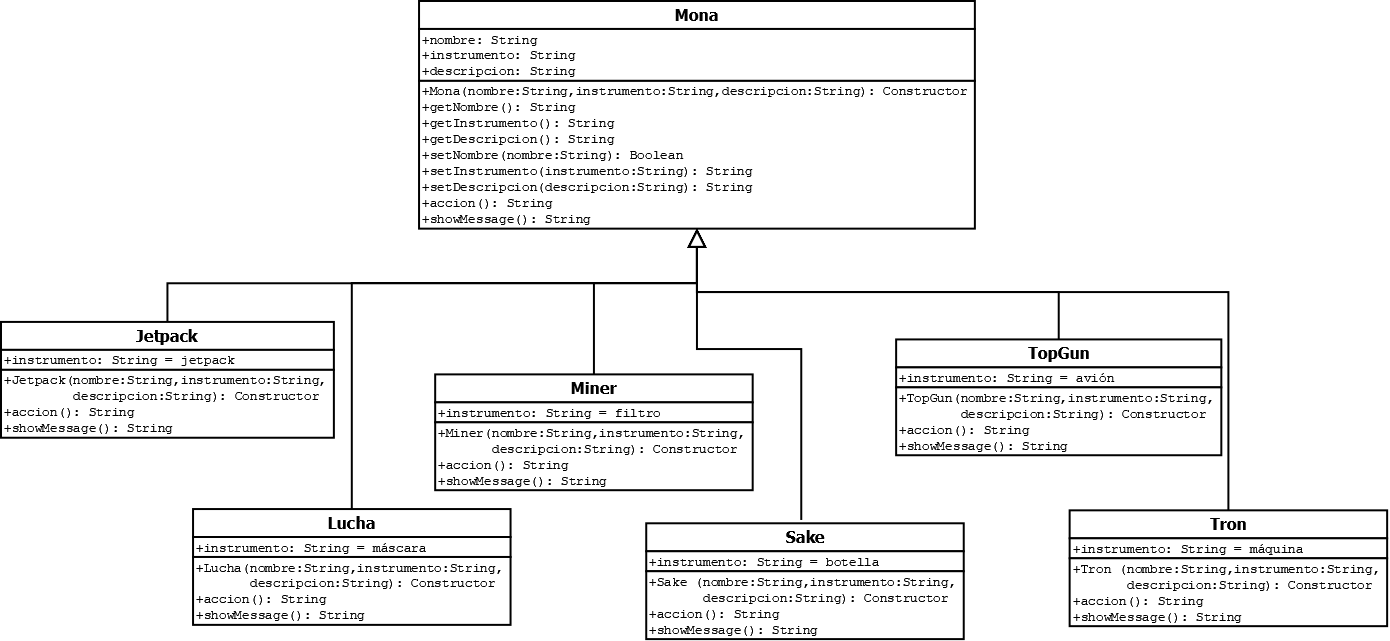 Mona
+nombre: String
+instrumento: String
+descripcion: String
+Mona(nombre:String,instrumento:String,descripcion:String): Constructor
+getNombre(): String
+getInstrumento(): String
+getDescripcion(): String
+setNombre(nombre:String): Boolean
+setInstrumento(instrumento:String): String
+setDescripcion(descripcion:String): String
+accion(): String
+showMessage(): String
Jetpack
+instrumento: String = jetpack
+Jetpack(nombre:String,instrumento:String,
descripcion:String): Constructor
+accion(): String
+showMessage(): String
Miner
+instrumento: String = filtro
+Miner(nombre:String,instrumento:String,
descripcion:String): Constructor
+accion(): String
+showMessage(): String
TopGun
+instrumento: String = avión
+TopGun(nombre:String,instrumento:String,
descripcion:String): Constructor
+accion(): String
+showMessage(): String
Lucha
+instrumento: String = máscara
+Lucha(nombre:String,instrumento:String,
descripcion:String): Constructor
+accion(): String
+showMessage(): String
Sake
+instrumento: String = botella
+Sake (nombre:String,instrumento:String,
descripcion:String): Constructor
+accion(): String
+showMessage(): String
Tron
+instrumento: String = máquina
+Tron (nombre:String,instrumento:String,
descripcion:String): Constructor
+accion(): String
+showMessage(): String